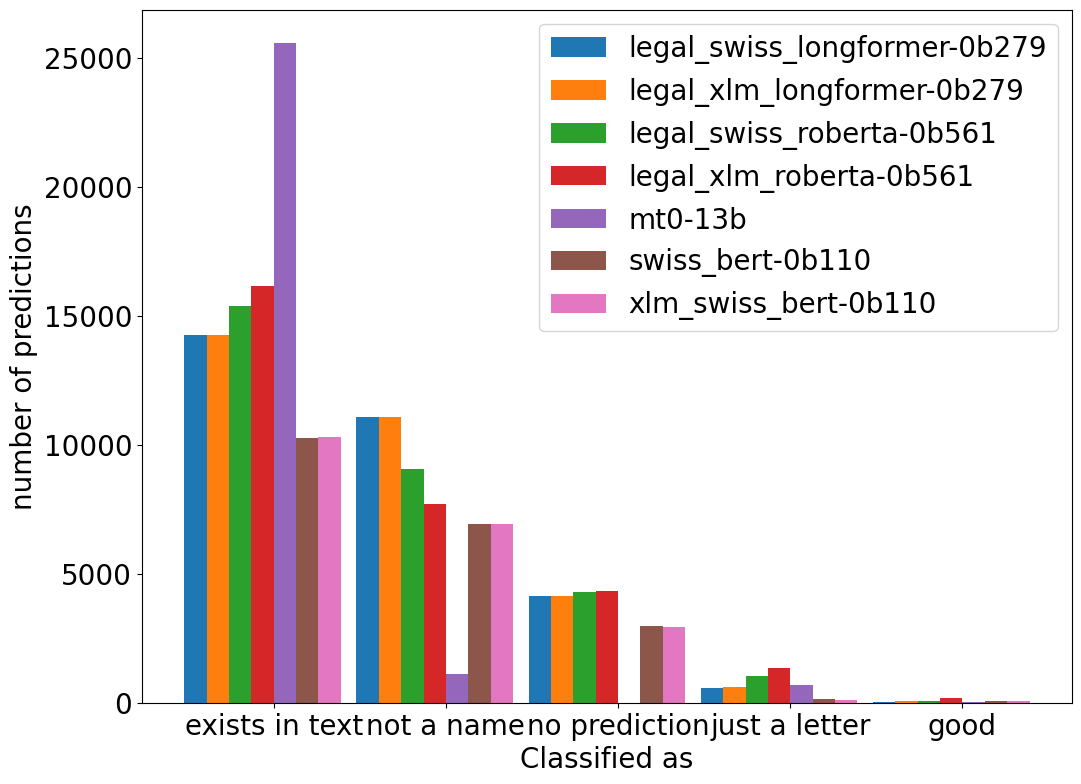 25000
20000
15000
10000
5000
0
number of predictions
legal_swiss_longformer-0b279
legal_xlm_longformer-0b279
legal_swiss_roberta-0b561
legal_xlm_roberta-0b561
mt0-13b
swiss_bert-0b110
xlm_swiss_bert-0b110
exists in text not a name no prediction just a letter good
Classified as